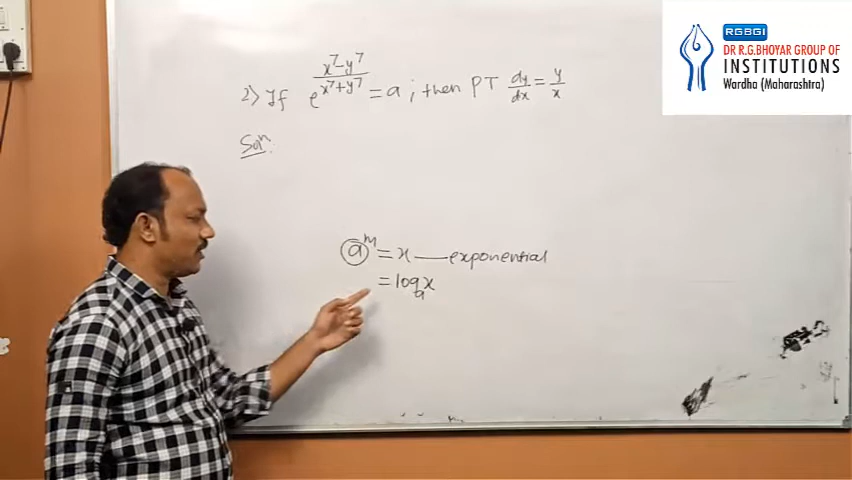 RGBGI
DR R.G.BHOYAR GROUP OF
INSTITUTIONS
Wardha (Maharashtra)
2) If e^((x^7-y^7)/(x^7+y^7)) = a ; then PT dy/dx = y/x
Sol^n:
a^m = x — exponential
= log_a x